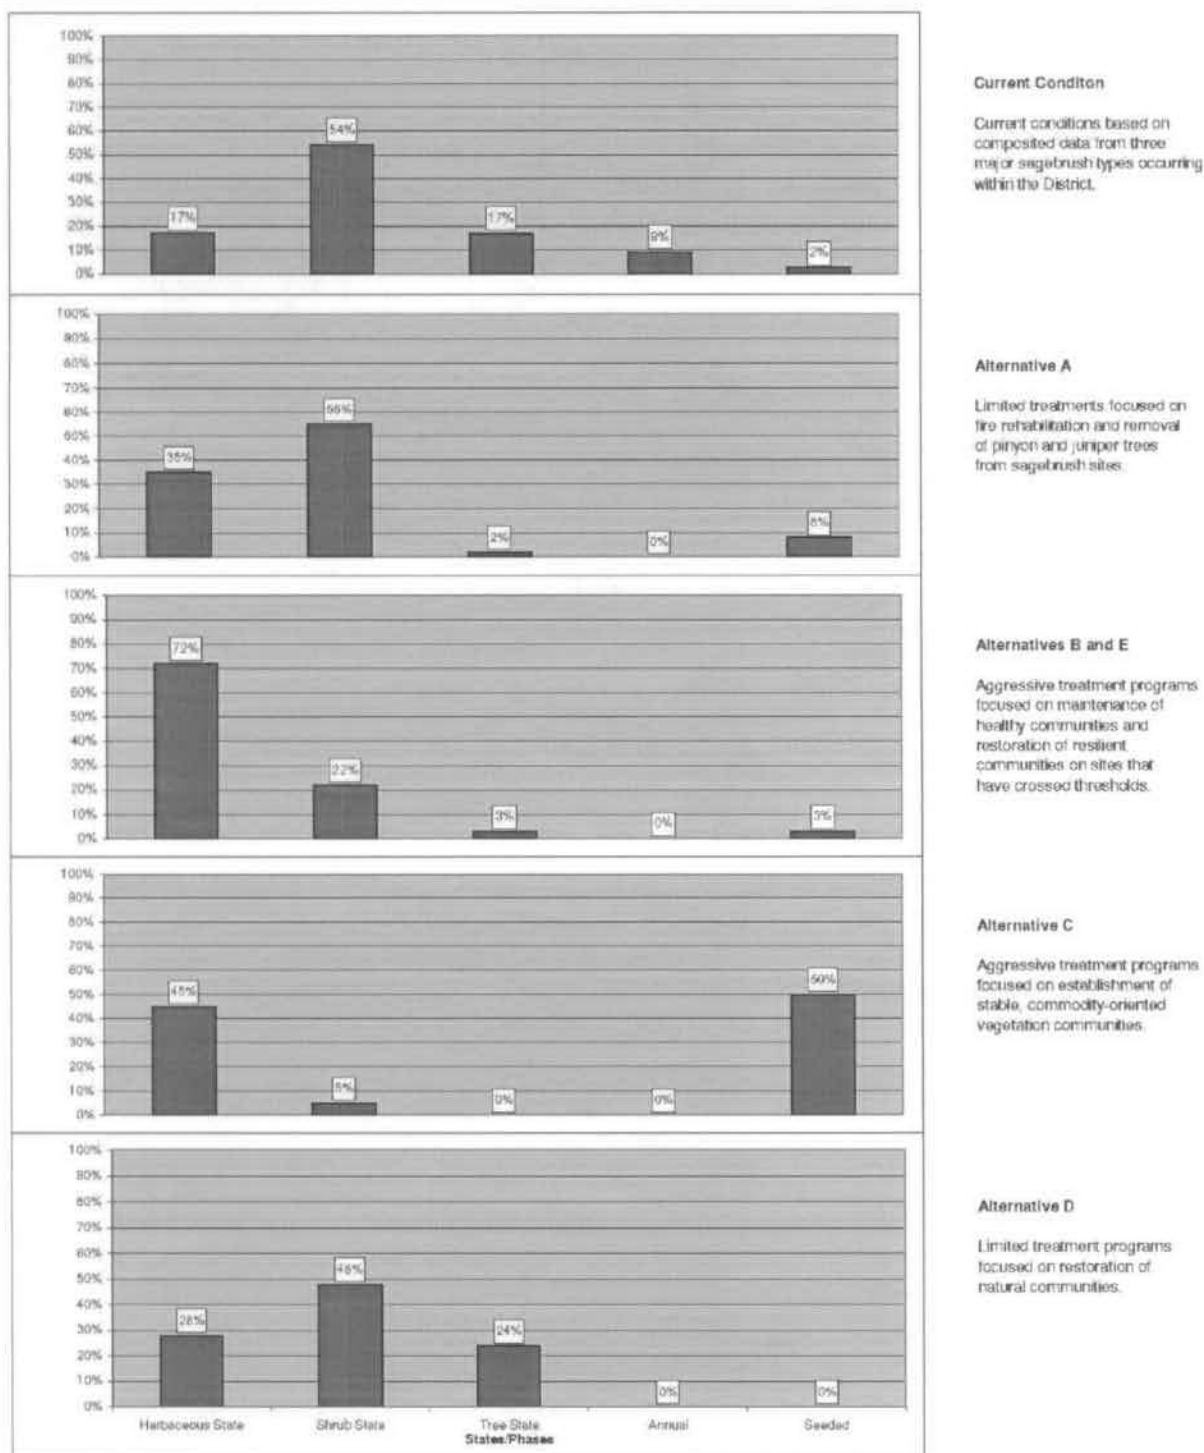 100%
90%
80%
70%
60%
50%
40%
30%
20%
10%
0%
17%
54%
17%
9%
2%
Current Conditon
Current conditions based on
composited data from three
major sagebrush types occurring
within the District.
100%
90%
80%
70%
60%
50%
40%
30%
20%
10%
0%
35%
55%
2%
0%
8%
Alternative A
Limited treatments focused on
fire rehabilitation and removal
of pinyon and juniper trees
from sagebrush sites.
100%
90%
80%
70%
60%
50%
40%
30%
20%
10%
0%
72%
22%
3%
0%
3%
Alternatives B and E
Aggressive treatment programs
focused on maintenance of
healthy communities and
restoration of resilient
communities on sites that
have crossed thresholds.
100%
90%
80%
70%
60%
50%
40%
30%
20%
10%
0%
45%
5%
0%
0%
50%
Alternative C
Aggressive treatment programs
focused on establishment of
stable, commodity-oriented
vegetation communities.
100%
90%
80%
70%
60%
50%
40%
30%
20%
10%
0%
28%
48%
24%
0%
0%
Herbaceous State
Shrub State
Tree State
Annual
Seeded
States/Phases
Alternative D
Limited treatment programs
focused on restoration of
natural communities.